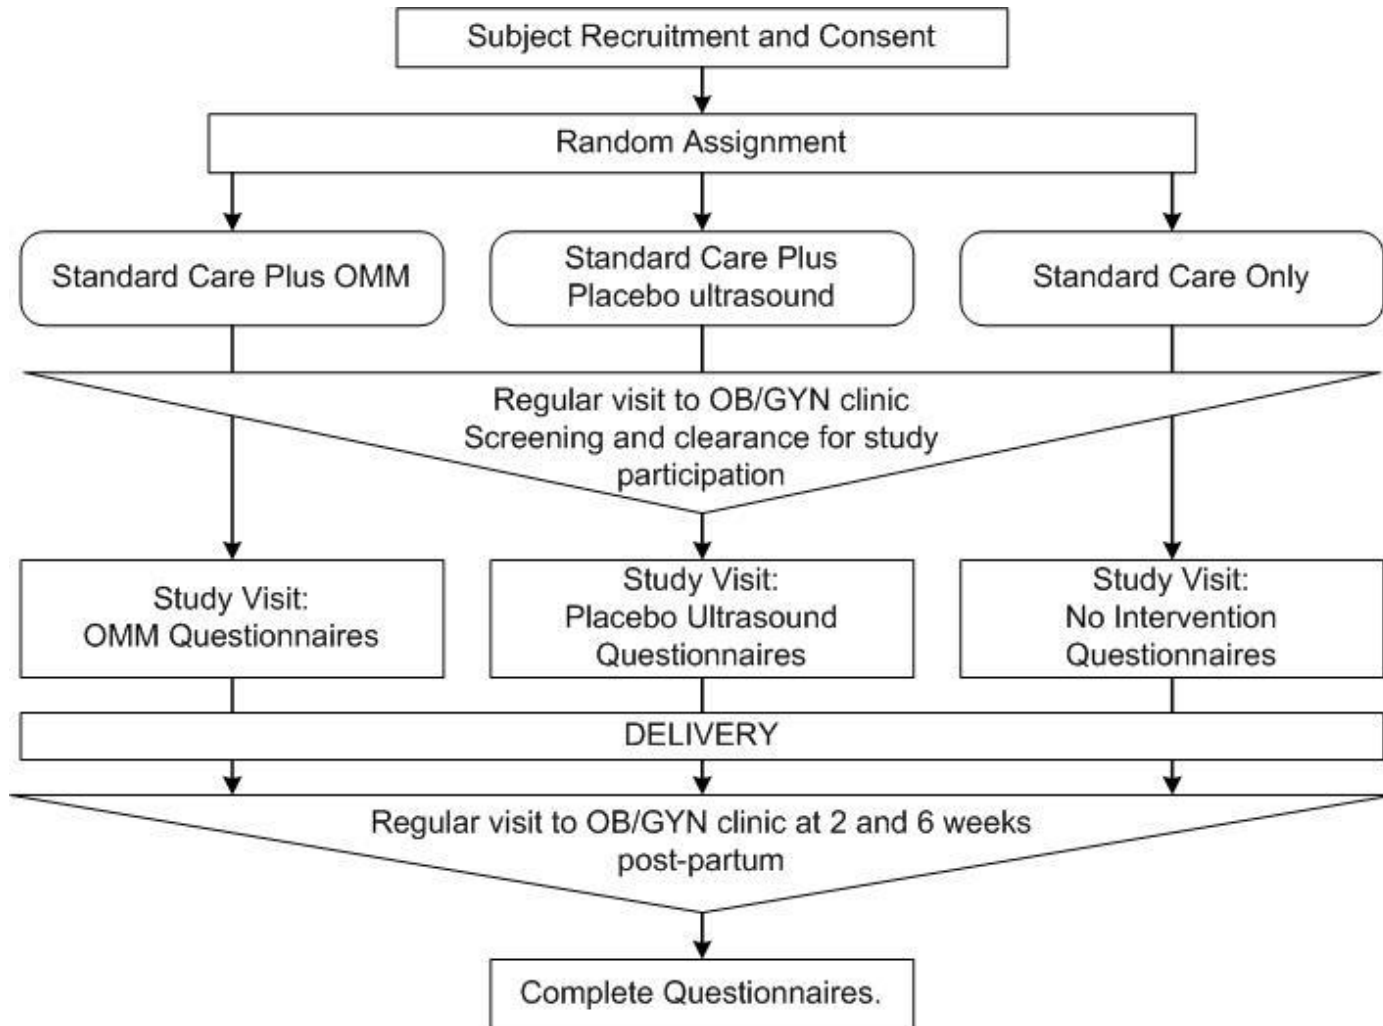 Subject Recruitment and Consent
Random Assignment
Standard Care Plus OMM
Standard Care Plus
Placebo ultrasound
Standard Care Only
Regular visit to OB/GYN clinic
Screening and clearance for study
participation
Study Visit:
OMM Questionnaires
Study Visit:
Placebo Ultrasound
Questionnaires
Study Visit:
No Intervention
Questionnaires
DELIVERY
Regular visit to OB/GYN clinic at 2 and 6 weeks
post-partum
Complete Questionnaires.